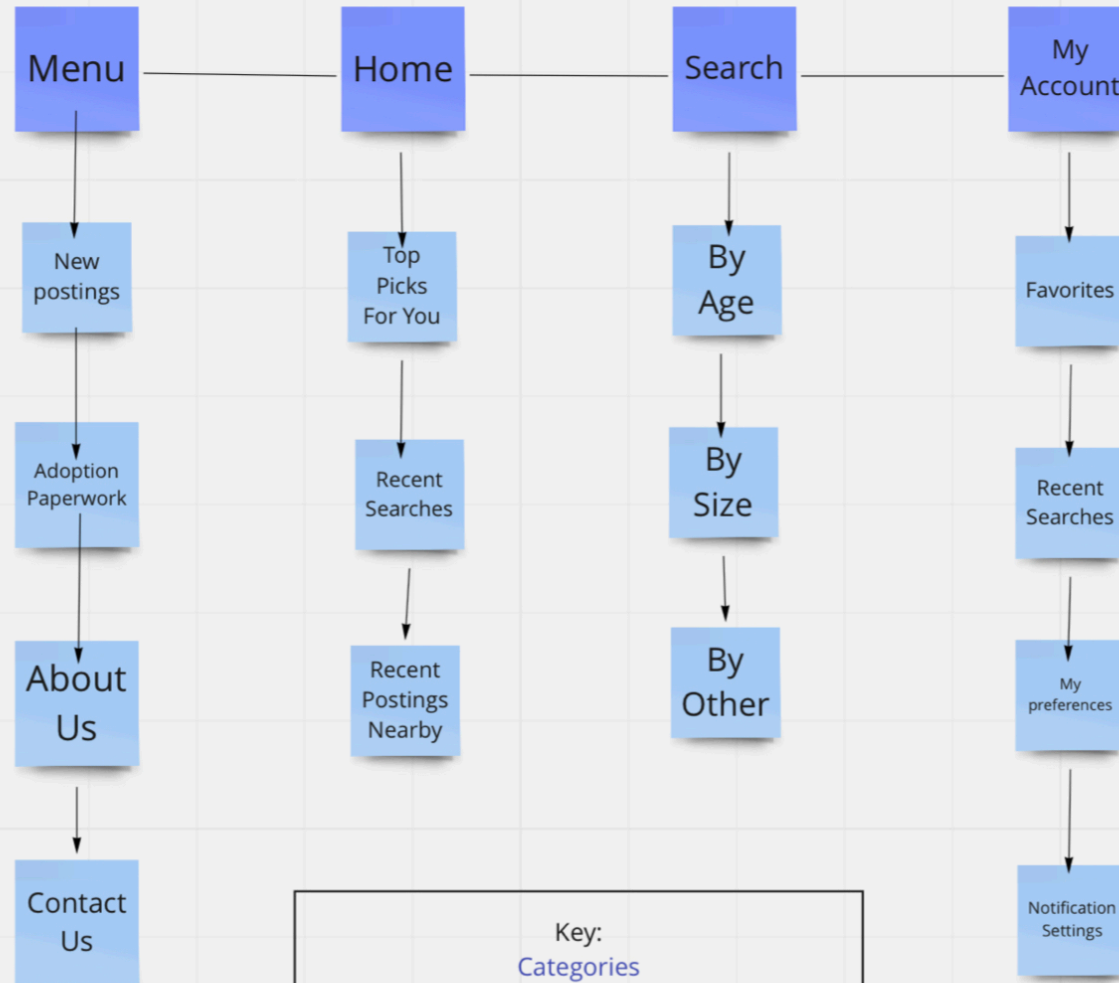 Menu
Home
Search
My
Account
New
postings
Top
Picks
For You
By
Age
Favorites
Adoption
Paperwork
Recent
Searches
By
Size
Recent
Searches
About
Us
Recent
Postings
Nearby
By
Other
My
preferences
Contact
Us
Key:
Categories
Notification
Settings